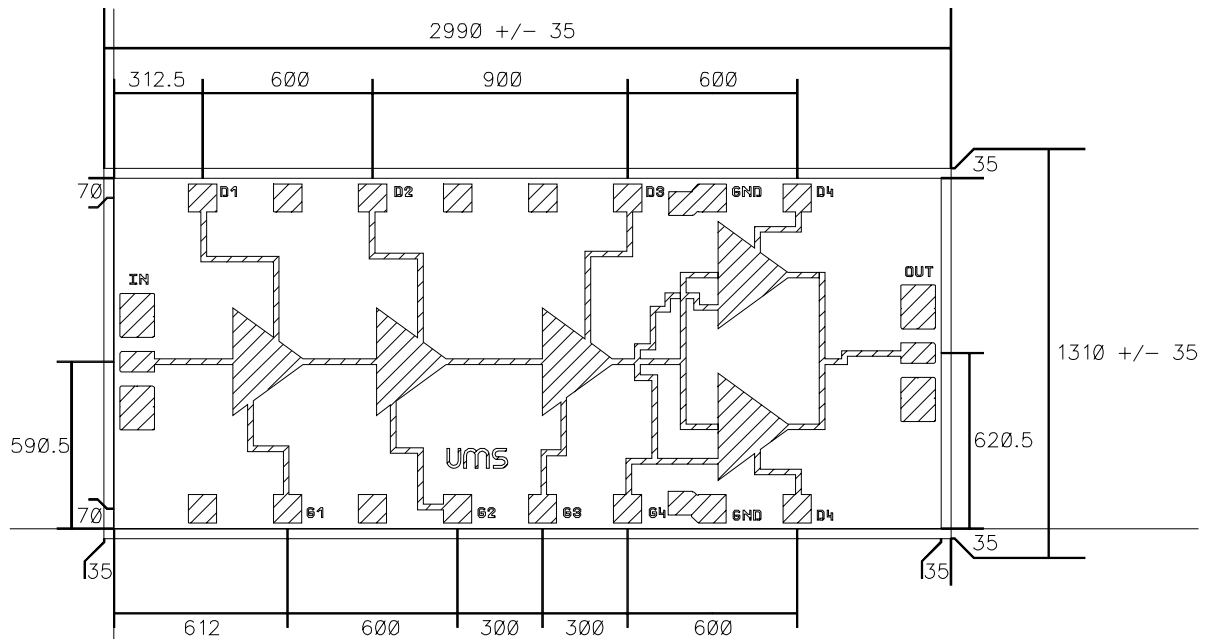 2990 +/- 35
312.5 600 900 600
35
70 D1 D2 D3 GND D4
IN OUT
1310 +/- 35
590.5 ums 620.5
70 G1 G2 G3 G4 GND D4
35
35 35
612 600 300 300 600